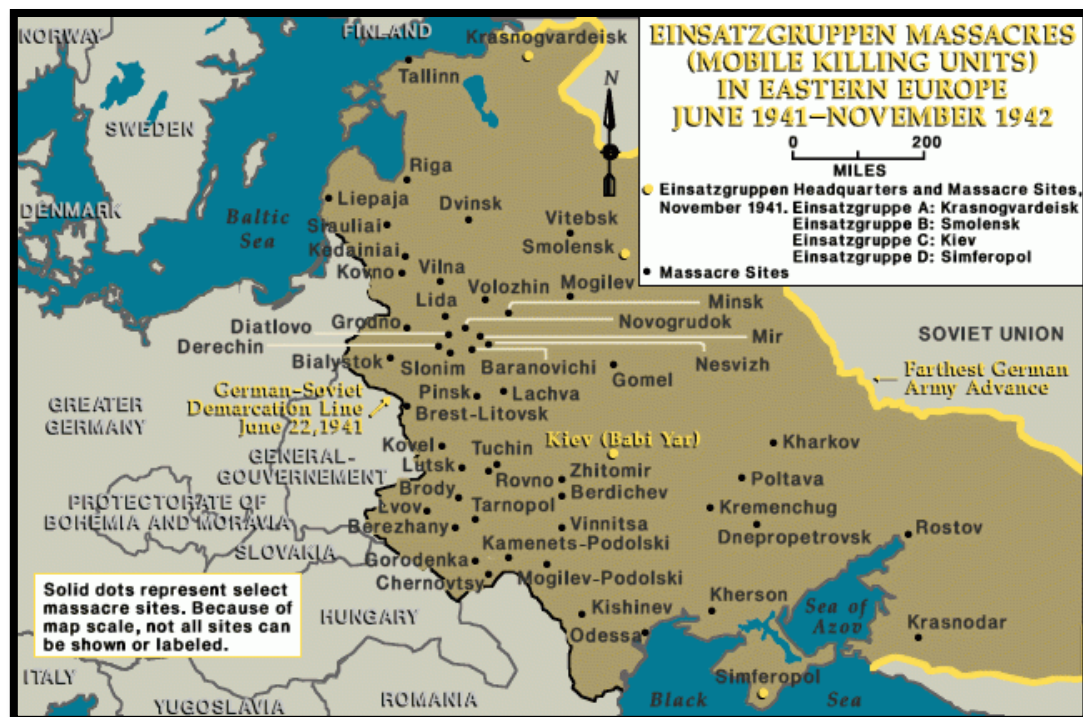 EINSATZGRUPPEN MASSACRES
(MOBILE KILLING UNITS)
IN EASTERN EUROPE
JUNE 1941–NOVEMBER 1942
0 200
MILES
Einsatzgruppen Headquarters and Massacre Sites,
November 1941. Einsatzgruppe A: Krasnogvardeisk
Einsatzgruppe B: Smolensk
Einsatzgruppe C: Kiev
Einsatzgruppe D: Simferopol
Massacre Sites
NORWAY
FINLAND
Krasnogvardeisk
Tallinn
N
SWEDEN
Riga
Liepaja
Dvinsk
DENMARK
Baltic
Sea
Siauliai
Vitebsk
Smolensk
Kedainiai
Kovno
Vilna
Volozhin
Mogilev
Lida
Minsk
Diatlovo
Grodno
Novogrudok
Derechin
Mir
SOVIET UNION
Bialystok
Slonim
Baranovichi
Nesvizh
Gomel
Farthest German
Army Advance
German–Soviet
Demarcation Line
June 22,1941
Pinsk
Lachva
Brest-Litovsk
GREATER
GERMANY
Kiev (Babi Yar)
Kharkov
Kovel
Tuchin
GENERAL-
GOUVERNEMENT
Lutsk
Rovno
Zhitomir
Poltava
Brody
Berdichev
PROTECTORATE OF
BOHEMIA AND MORAVIA
Lvov
Tarnopol
Kremenchug
Berezhany
Vinnitsa
Dnepropetrovsk
Rostov
SLOVAKIA
Kamenets-Podolski
Gorodenka
Chernovtsy
Mogilev-Podolski
Solid dots represent select
massacre sites. Because of
map scale, not all sites can
be shown or labeled.
HUNGARY
Kishinev
Kherson
Sea of
Azov
Krasnodar
Odessa
ITALY
Simferopol
YUGOSLAVIA
ROMANIA
Black
Sea